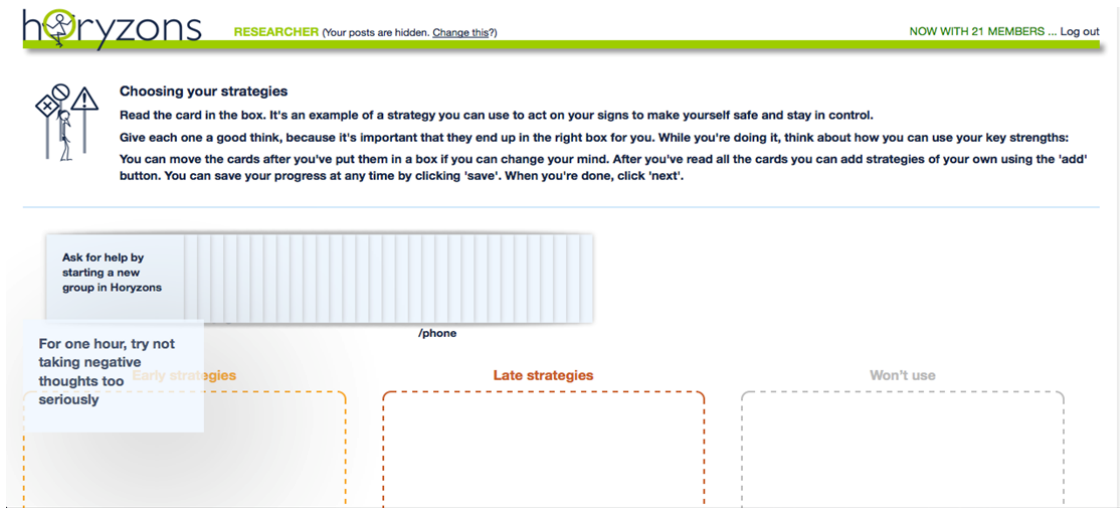 horyzons
RESEARCHER (Your posts are hidden. Change this?)
NOW WITH 21 MEMBERS ... Log out
Choosing your strategies
Read the card in the box. It's an example of a strategy you can use to act on your signs to make yourself safe and stay in control.
Give each one a good think, because it's important that they end up in the right box for you. While you're doing it, think about how you can use your key strengths:
You can move the cards after you've put them in a box if you can change your mind. After you've read all the cards you can add strategies of your own using the 'add'
button. You can save your progress at any time by clicking 'save'. When you're done, click 'next'.
Ask for help by
starting a new
group in Horyzons
/phone
For one hour, try not
taking negative
thoughts too
seriously
Early strategies
Late strategies
Won't use